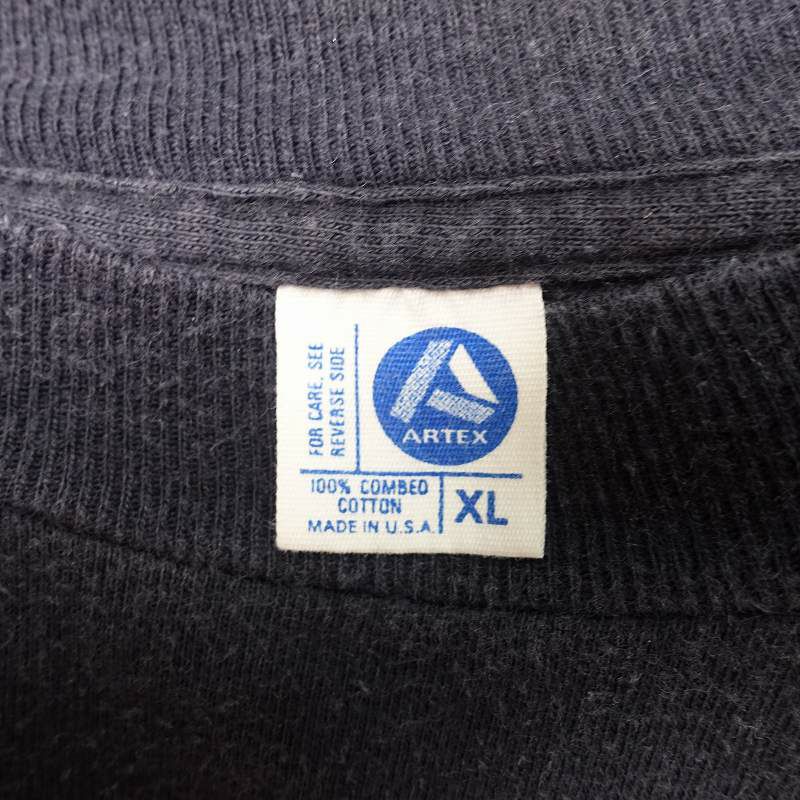 FOR CARE, SEE
REVERSE SIDE
ARTEX
100% COMBED
COTTON
MADE IN U.S.A.
XL